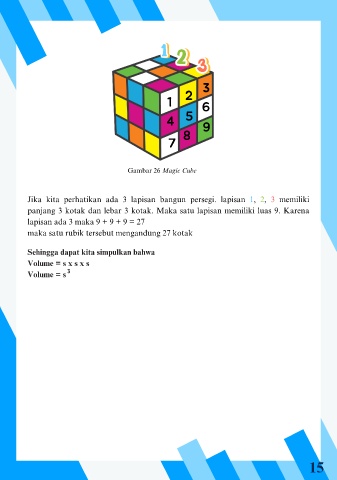 1 2 3
1 2 3
4 5 6
7 8 9
Gambar 26 Magic Cube
Jika kita perhatikan ada 3 lapisan bangun persegi. lapisan 1, 2, 3 memiliki
panjang 3 kotak dan lebar 3 kotak. Maka satu lapisan memiliki luas 9. Karena
lapisan ada 3 maka 9 + 9 + 9 = 27
maka satu rubik tersebut mengandung 27 kotak
Sehingga dapat kita simpulkan bahwa
Volume = s x s x s
Volume = s³
15